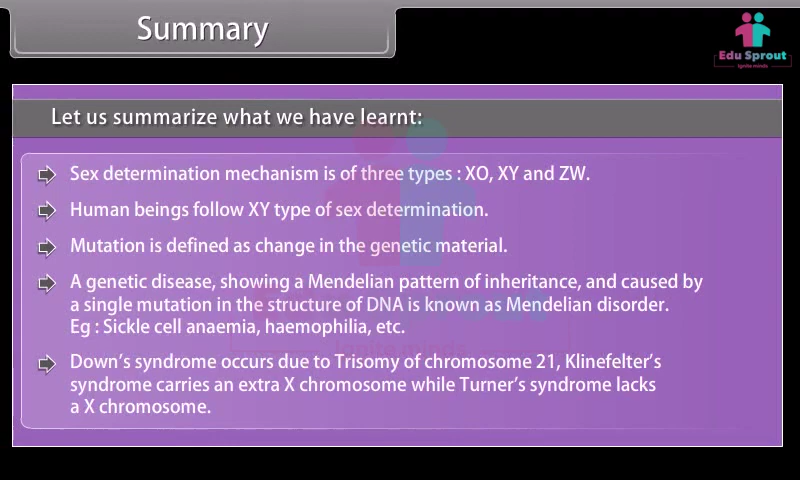 Summary
Edu Sprout
Ignite minds
Let us summarize what we have learnt:
Sex determination mechanism is of three types : XO, XY and ZW.
Human beings follow XY type of sex determination.
Mutation is defined as change in the genetic material.
A genetic disease, showing a Mendelian pattern of inheritance, and caused by
a single mutation in the structure of DNA is known as Mendelian disorder.
Eg : Sickle cell anaemia, haemophilia, etc.
Down's syndrome occurs due to Trisomy of chromosome 21, Klinefelter's
syndrome carries an extra X chromosome while Turner's syndrome lacks
a X chromosome.